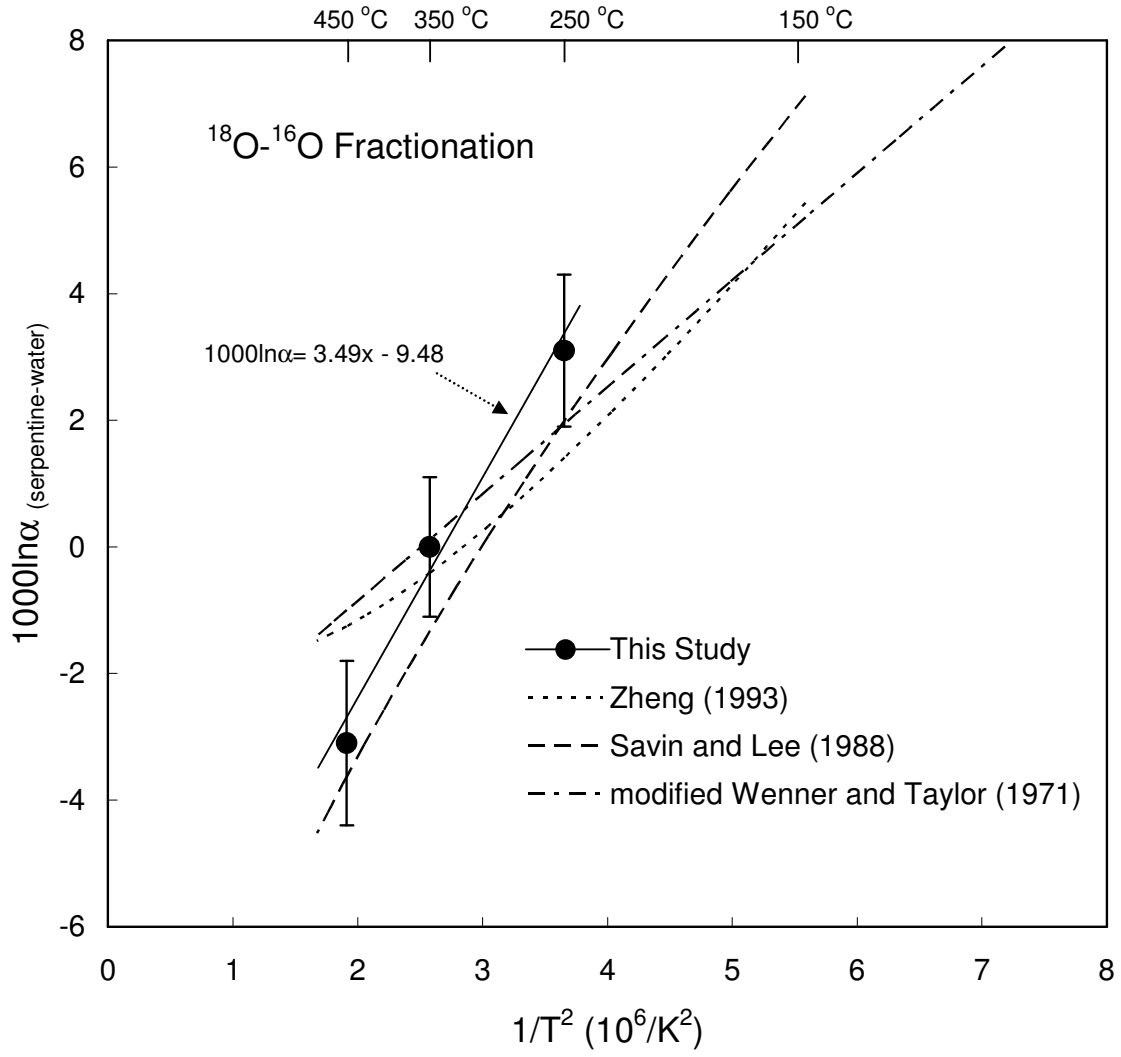 450 °C 350 °C 250 °C 150 °C
8
¹⁸O-¹⁶O Fractionation
6
4
1000lnα= 3.49x - 9.48
2
0
-2
-4
-6
1000lnα (serpentine-water)
This Study
Zheng (1993)
Savin and Lee (1988)
modified Wenner and Taylor (1971)
0 1 2 3 4 5 6 7 8
1/T² (10⁶/K²)